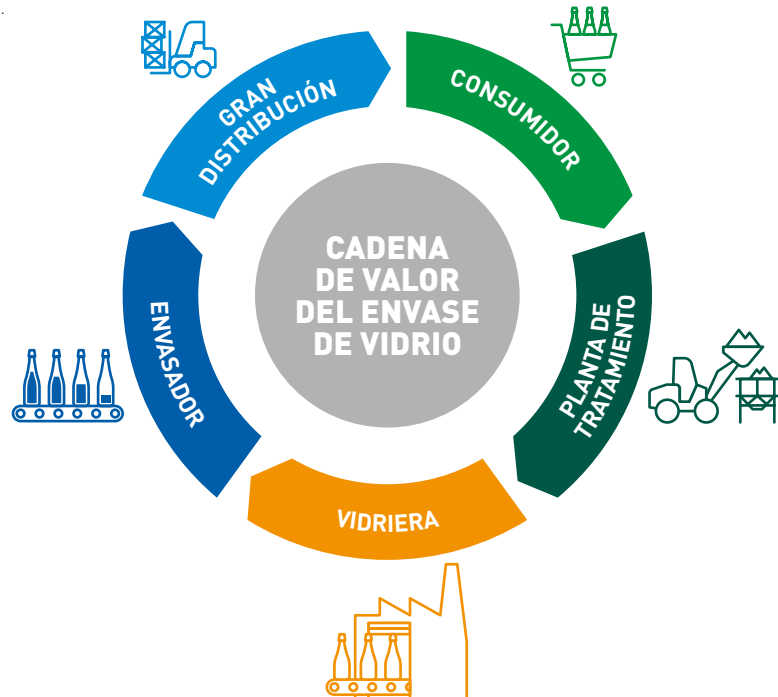 GRAN
DISTRIBUCIÓN
CONSUMIDOR
CADENA
DE VALOR
DEL ENVASE
DE VIDRIO
ENVASADOR
PLANTA DE
TRATAMIENTO
VIDRIERA